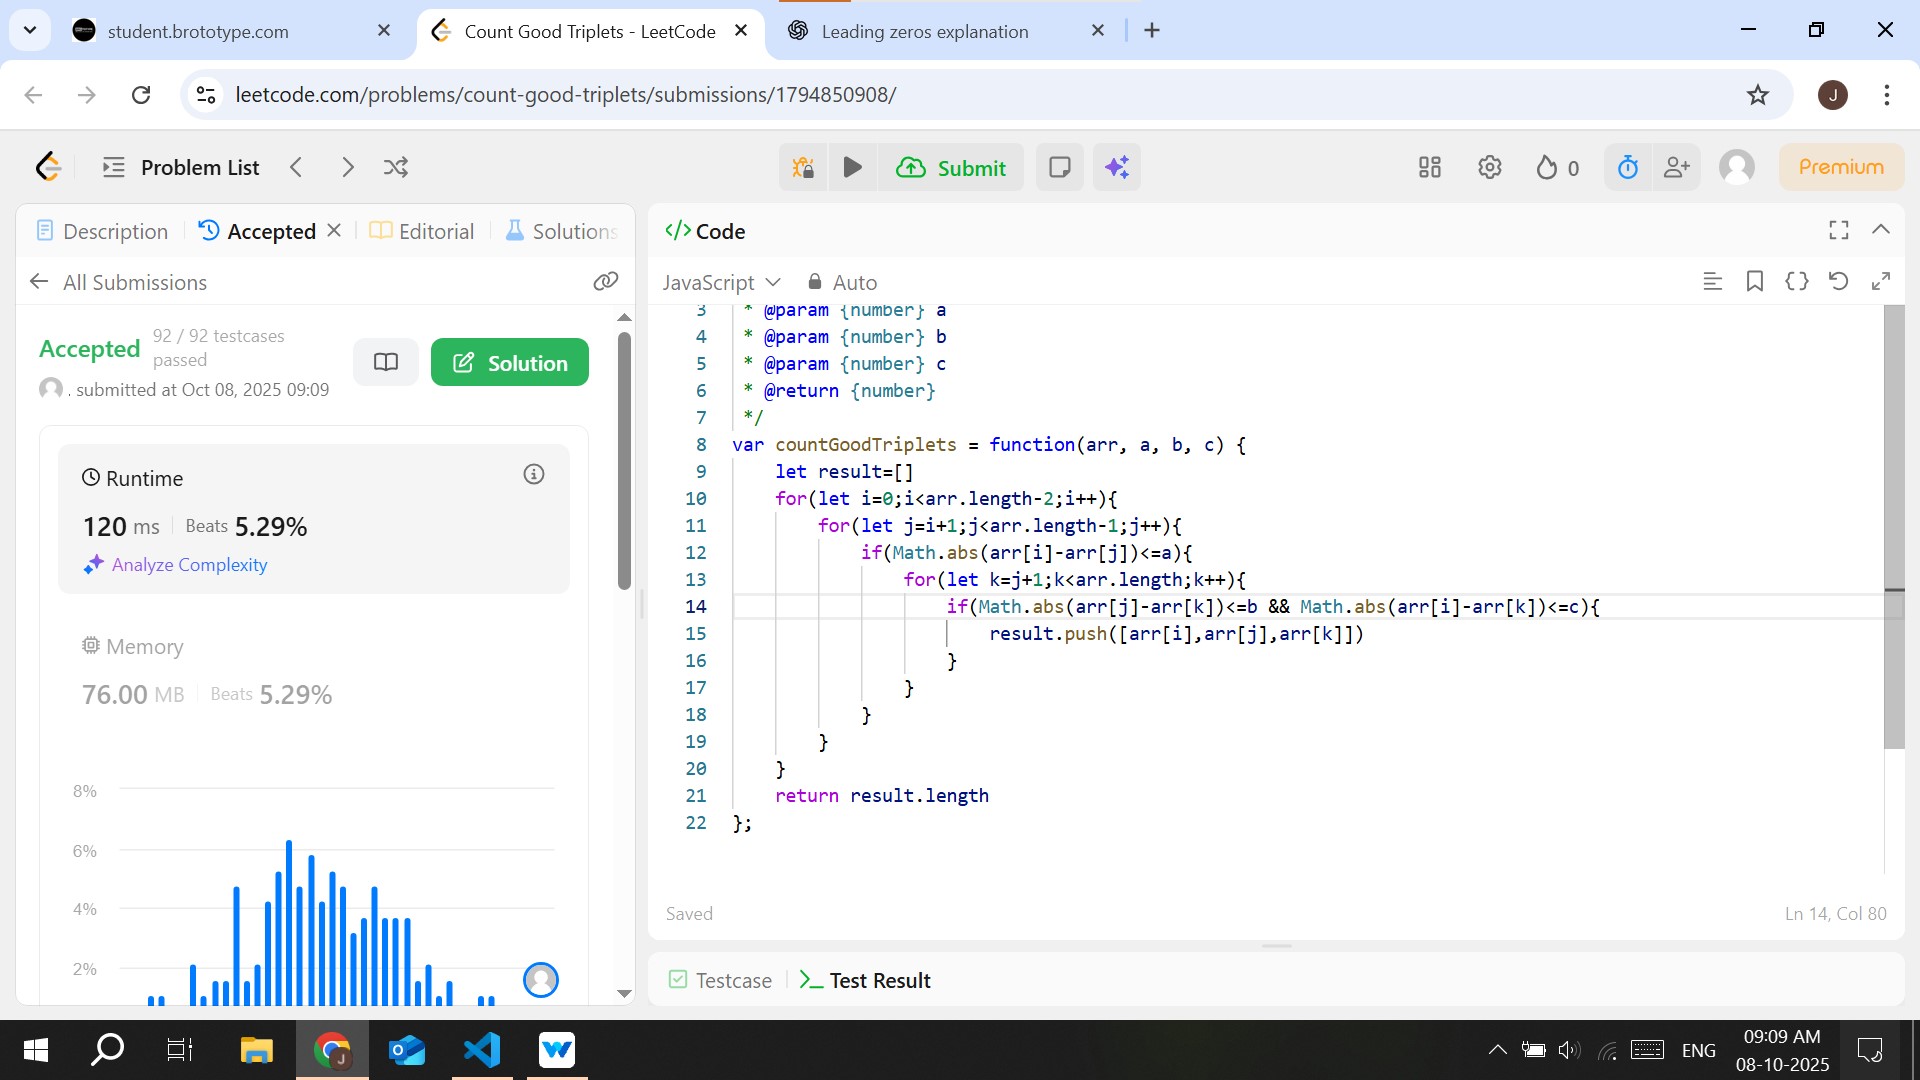 student.brototype.com
Count Good Triplets - LeetCode
Leading zeros explanation
leetcode.com/problems/count-good-triplets/submissions/1794850908/
J
Problem List
Submit
0
Premium
Description
Accepted
Editorial
Solutions
</> Code
All Submissions
JavaScript
Auto
Accepted
92 / 92 testcases
passed
. submitted at Oct 08, 2025 09:09
Solution
Runtime
120 ms
Beats 5.29%
Analyze Complexity
Memory
76.00 MB
Beats 5.29%
8%
6%
4%
2%
3 * @param {number} a
4 * @param {number} b
5 * @param {number} c
6 * @return {number}
7 */
8 var countGoodTriplets = function(arr, a, b, c) {
9 let result=[]
10 for(let i=0;i<arr.length-2;i++){
11 for(let j=i+1;j<arr.length-1;j++){
12 if(Math.abs(arr[i]-arr[j])<=a){
13 for(let k=j+1;k<arr.length;k++){
14 if(Math.abs(arr[j]-arr[k])<=b && Math.abs(arr[i]-arr[k])<=c){
15 result.push([arr[i],arr[j],arr[k]])
16 }
17 }
18 }
19 }
20 }
21 return result.length
22 };
Saved
Ln 14, Col 80
Testcase
Test Result
J
ENG
09:09 AM
08-10-2025